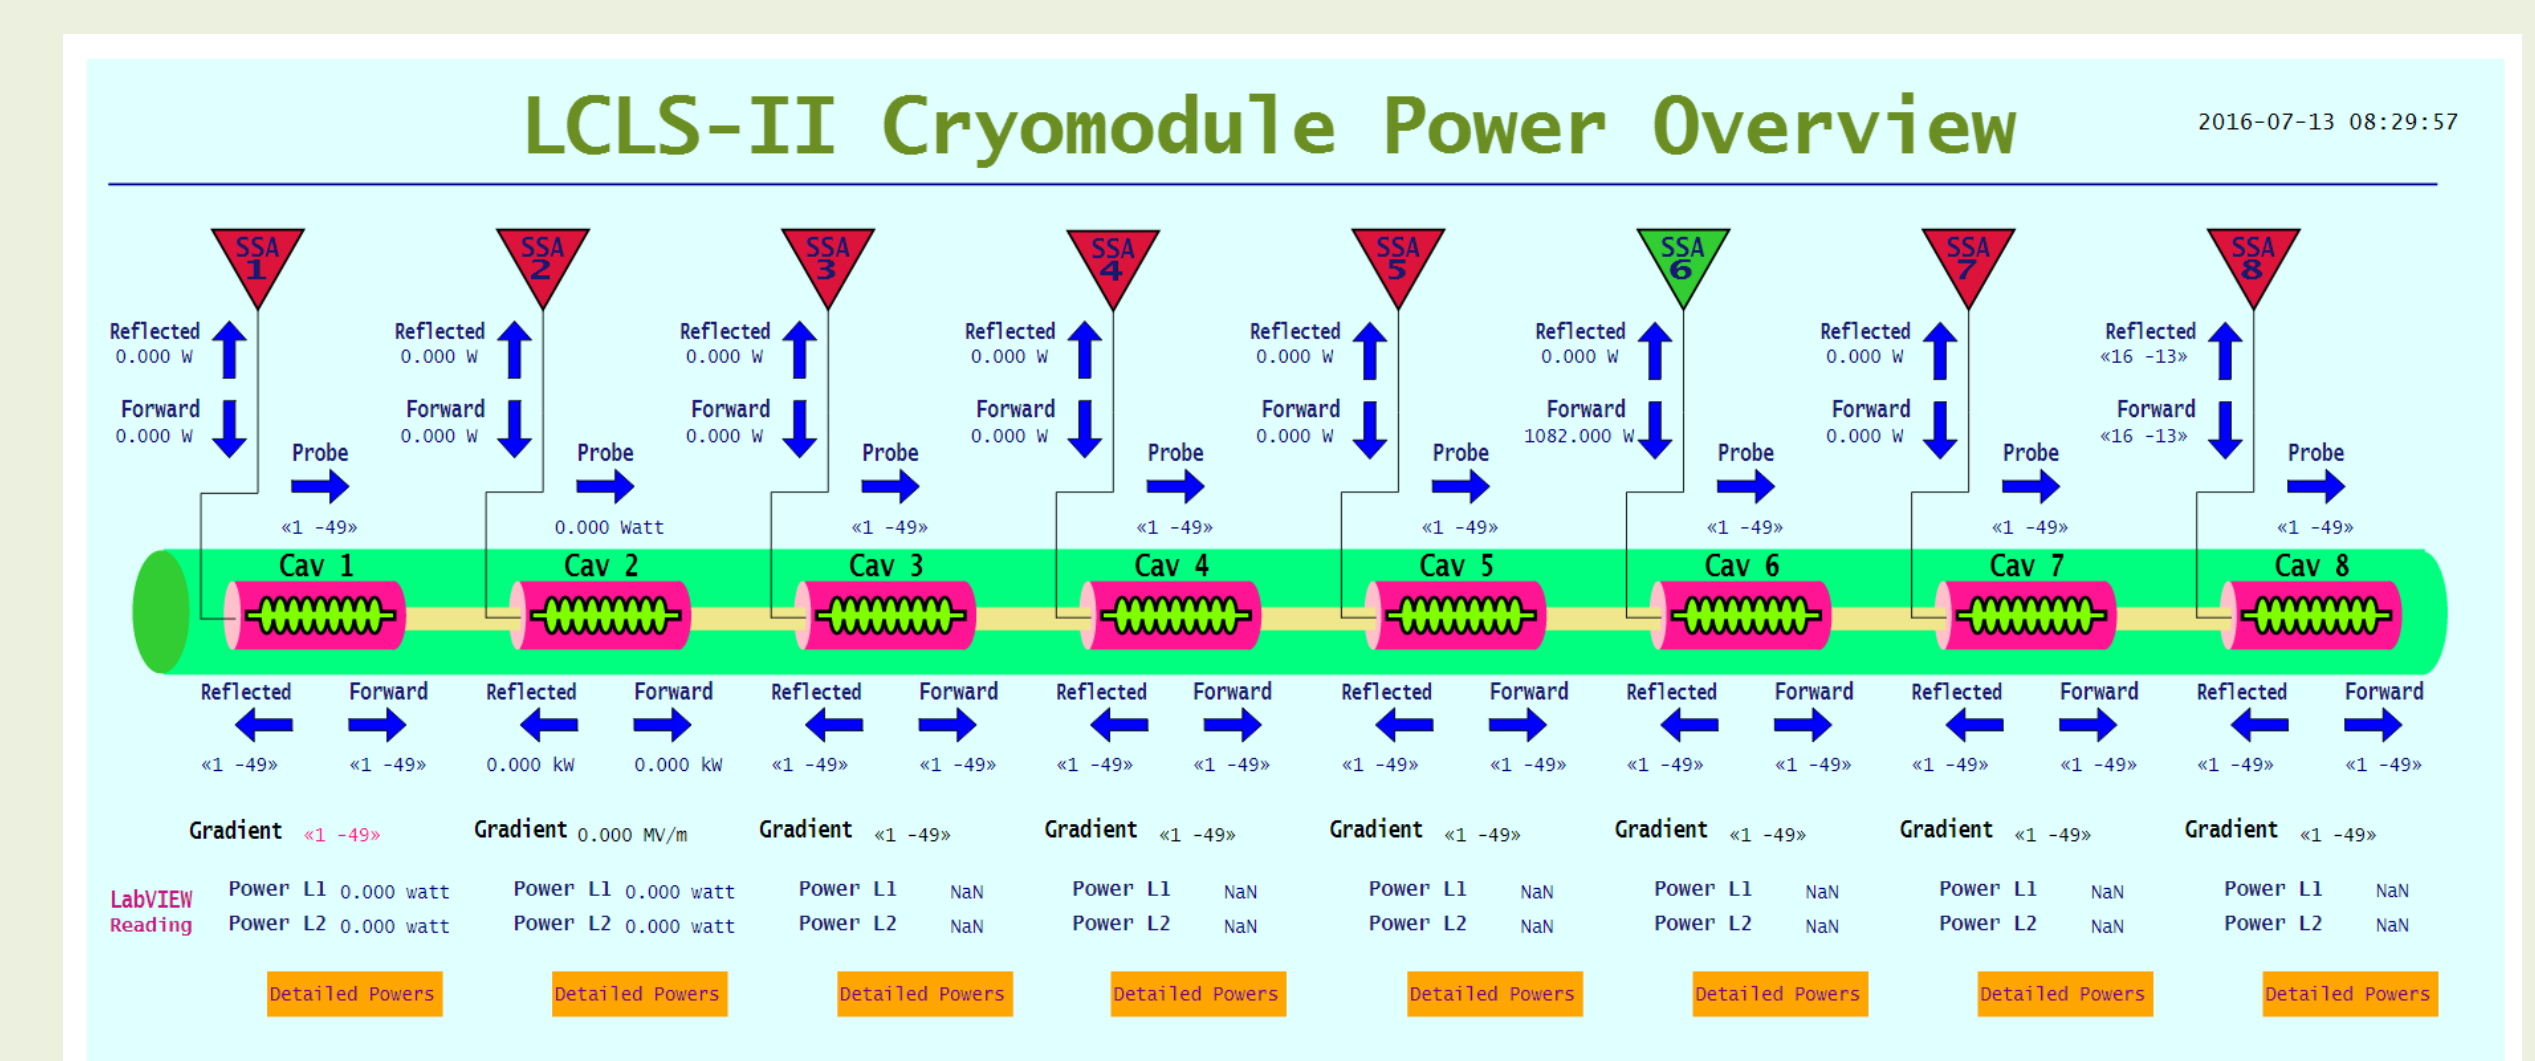 LCLS-II Cryomodule Power Overview
2016-07-13 08:29:57
SSA 1
SSA 2
SSA 3
SSA 4
SSA 5
SSA 6
SSA 7
SSA 8
Reflected Reflected Reflected Reflected Reflected Reflected Reflected Reflected
0.000 W 0.000 W 0.000 W 0.000 W 0.000 W 0.000 W 0.000 W «16 -13»
Forward Forward Forward Forward Forward Forward Forward Forward
0.000 W 0.000 W 0.000 W 0.000 W 0.000 W 1082.000 W 0.000 W «16 -13»
Probe Probe Probe Probe Probe Probe Probe Probe
«1 -49» 0.000 Watt «1 -49» «1 -49» «1 -49» «1 -49» «1 -49» «1 -49»
Cav 1 Cav 2 Cav 3 Cav 4 Cav 5 Cav 6 Cav 7 Cav 8
Reflected Forward Reflected Forward Reflected Forward Reflected Forward Reflected Forward Reflected Forward Reflected Forward Reflected Forward
«1 -49» «1 -49» 0.000 kW 0.000 kW «1 -49» «1 -49» «1 -49» «1 -49» «1 -49» «1 -49» «1 -49» «1 -49» «1 -49» «1 -49» «1 -49» «1 -49»
Gradient «1 -49» Gradient 0.000 MV/m Gradient «1 -49» Gradient «1 -49» Gradient «1 -49» Gradient «1 -49» Gradient «1 -49» Gradient «1 -49»
LabVIEW Power L1 0.000 watt Power L1 0.000 watt Power L1 NaN Power L1 NaN Power L1 NaN Power L1 NaN Power L1 NaN Power L1 NaN
Reading Power L2 0.000 watt Power L2 0.000 watt Power L2 NaN Power L2 NaN Power L2 NaN Power L2 NaN Power L2 NaN Power L2 NaN
Detailed Powers Detailed Powers Detailed Powers Detailed Powers Detailed Powers Detailed Powers Detailed Powers Detailed Powers